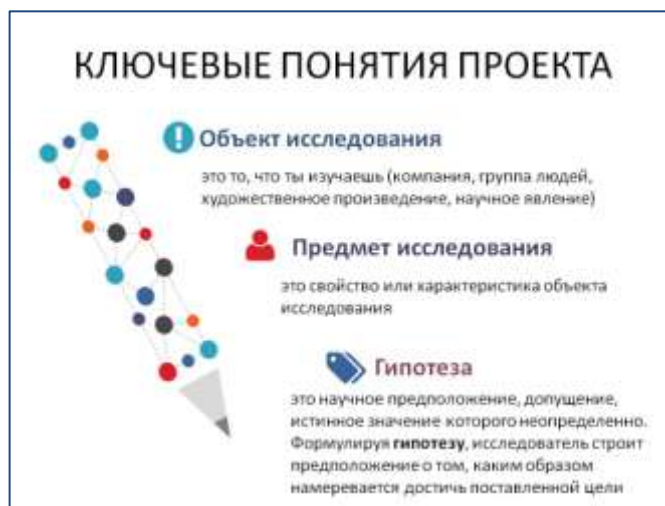 КЛЮЧЕВЫЕ ПОНЯТИЯ ПРОЕКТА
Объект исследования
это то, что ты изучаешь (компания, группа людей,
художественное произведение, научное явление)
Предмет исследования
это свойство или характеристика объекта
исследования
Гипотеза
это научное предположение, допущение,
истинное значение которого неопределенно.
Формулируя гипотезу, исследователь строит
предположение о том, каким образом
намеревается достичь поставленной цели